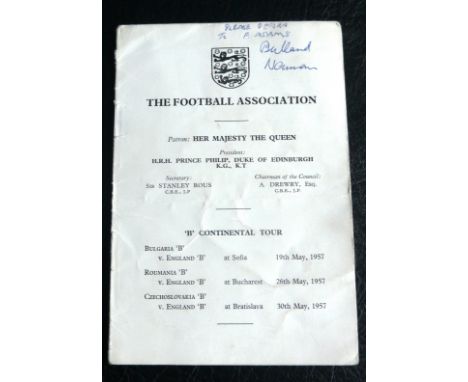 PLEASE RETURN
To P. ADAMS
THE FOOTBALL ASSOCIATION
Patron: HER MAJESTY THE QUEEN
President:
H.R.H. PRINCE PHILIP, DUKE OF EDINBURGH
K.G., K.T
Secretary:
Sir STANLEY ROUS
C.B.E., J.P
Chairman of the Council:
A. DREWRY, Esq.
C.B.E., J.P.
'B' CONTINENTAL TOUR
BULGARIA 'B'
v. ENGLAND 'B' at Sofia 19th May, 1957
ROUMANIA 'B'
v. ENGLAND 'B' at Bucharest 26th May, 1957
CZECHOSLOVAKIA 'B'
v. ENGLAND 'B' at Bratislava 30th May, 1957